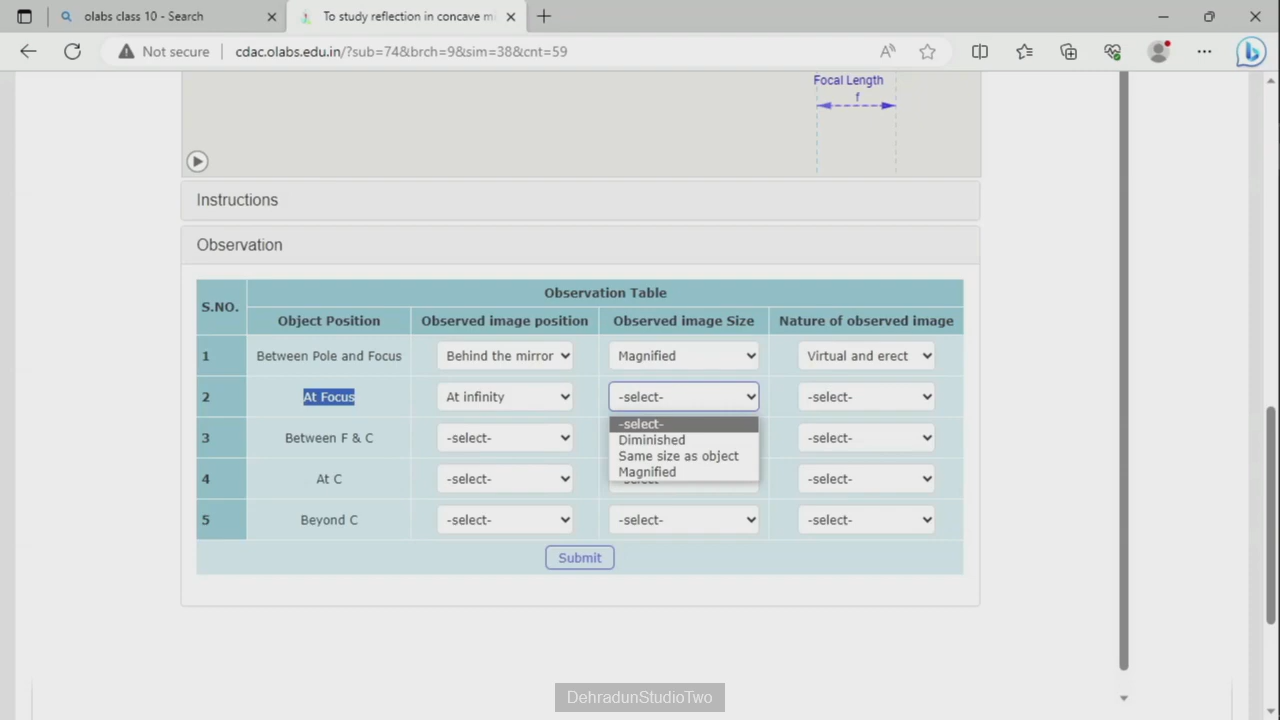 olabs class 10 - Search
To study reflection in concave mi
Not secure
cdac.olabs.edu.in/?sub=74&brch=9&sim=38&cnt=59
Focal Length
f
Instructions
Observation
S.NO.
Observation Table
Object Position Observed image position Observed image Size Nature of observed image
1 Between Pole and Focus Behind the mirror Magnified Virtual and erect
2 At Focus At infinity -select- -select-
-select-
Diminished
Same size as object
Magnified
3 Between F & C -select- -select-
4 At C -select- -select- -select-
5 Beyond C -select- -select- -select-
Submit
DehradunStudioTwo